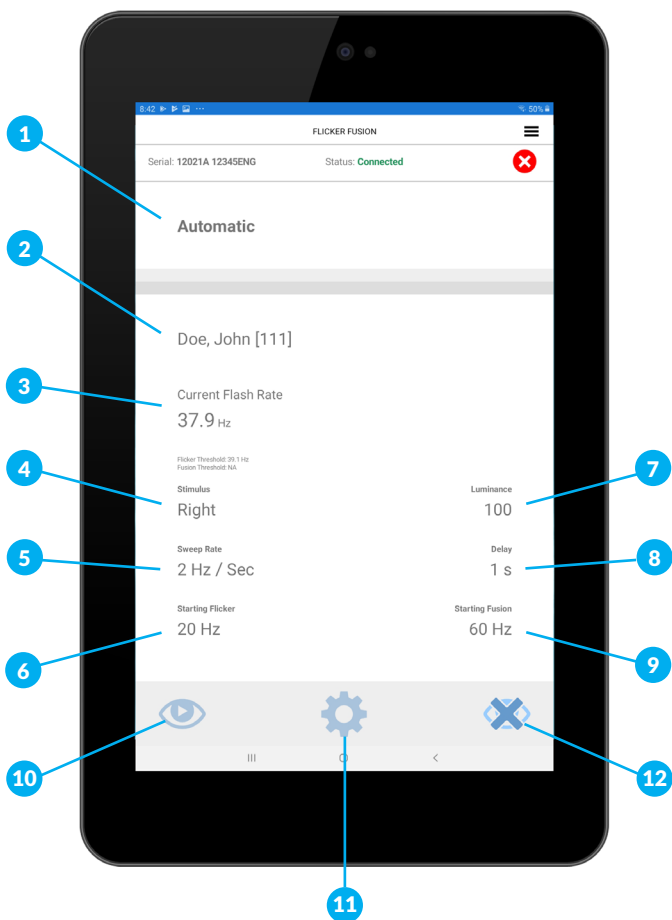 8:42 ···
50%
FLICKER FUSION
Serial: 12021A 12345ENG Status: Connected
1
Automatic
2
Doe, John [111]
3
Current Flash Rate
37.9 Hz
Flicker Threshold: 39.1 Hz
Fusion Threshold: NA
4
Stimulus Luminance
7
Right 100
5
Sweep Rate Delay
8
2 Hz / Sec 1 s
6
Starting Flicker Starting Fusion
9
20 Hz 60 Hz
10
12
11